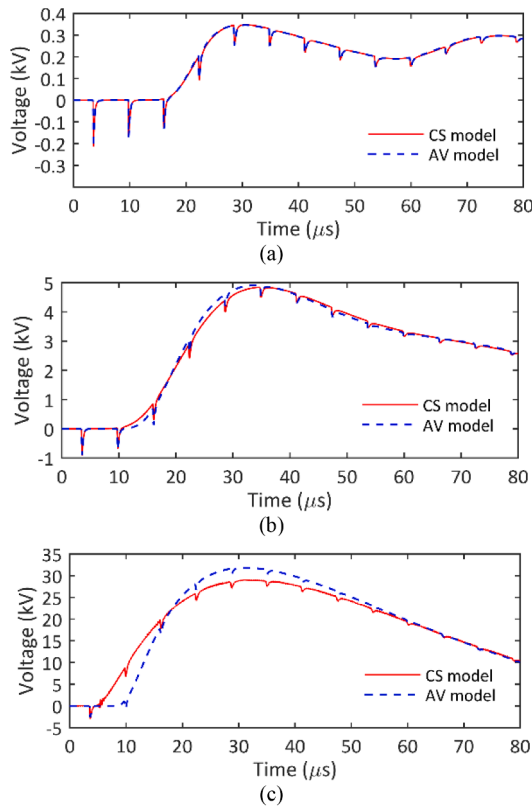 0.4
0.3
0.2
0.1
0
-0.1
-0.2
-0.3
Voltage (kV)
CS model
AV model
0 10 20 30 40 50 60 70 80
Time (μs)
(a)
5
4
3
2
1
0
-1
Voltage (kV)
CS model
AV model
0 10 20 30 40 50 60 70 80
Time (μs)
(b)
35
30
25
20
15
10
5
0
-5
Voltage (kV)
CS model
AV model
0 10 20 30 40 50 60 70 80
Time (μs)
(c)